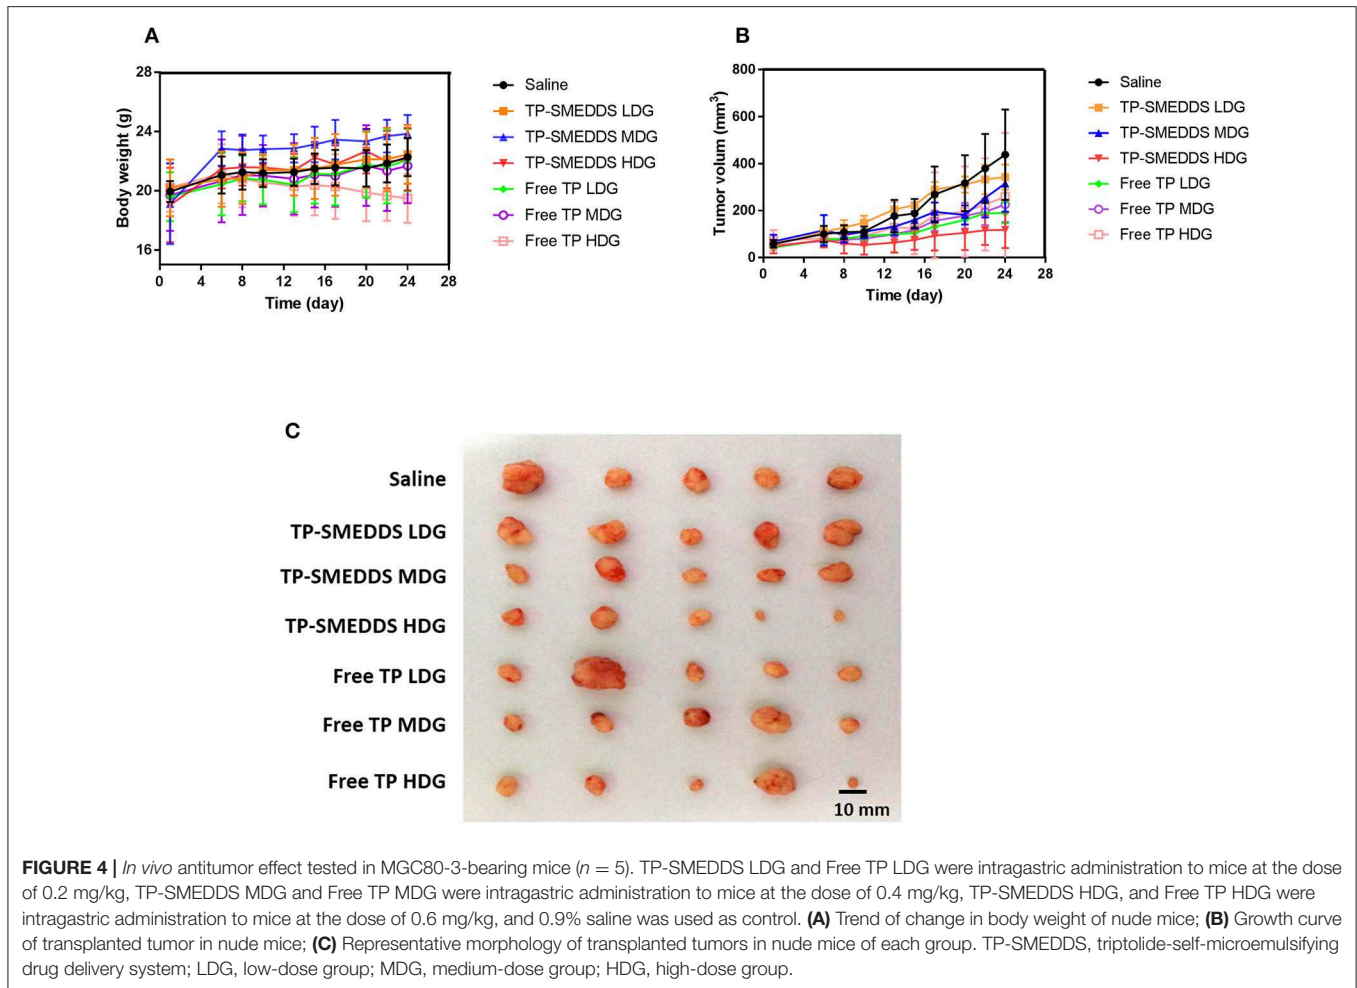 A
28
24
20
16
Body weight (g)
0 4 8 12 16 20 24 28
Time (day)
Saline
TP-SMEDDS LDG
TP-SMEDDS MDG
TP-SMEDDS HDG
Free TP LDG
Free TP MDG
Free TP HDG
B
800
600
400
200
0
Tumor volum (mm³)
0 4 8 12 16 20 24 28
Time (day)
Saline
TP-SMEDDS LDG
TP-SMEDDS MDG
TP-SMEDDS HDG
Free TP LDG
Free TP MDG
Free TP HDG
C
Saline
TP-SMEDDS LDG
TP-SMEDDS MDG
TP-SMEDDS HDG
Free TP LDG
Free TP MDG
Free TP HDG
10 mm
FIGURE 4 | In vivo antitumor effect tested in MGC80-3-bearing mice (n = 5). TP-SMEDDS LDG and Free TP LDG were intragastric administration to mice at the dose
of 0.2 mg/kg, TP-SMEDDS MDG and Free TP MDG were intragastric administration to mice at the dose of 0.4 mg/kg, TP-SMEDDS HDG, and Free TP HDG were
intragastric administration to mice at the dose of 0.6 mg/kg, and 0.9% saline was used as control. (A) Trend of change in body weight of nude mice; (B) Growth curve
of transplanted tumor in nude mice; (C) Representative morphology of transplanted tumors in nude mice of each group. TP-SMEDDS, triptolide-self-microemulsifying
drug delivery system; LDG, low-dose group; MDG, medium-dose group; HDG, high-dose group.